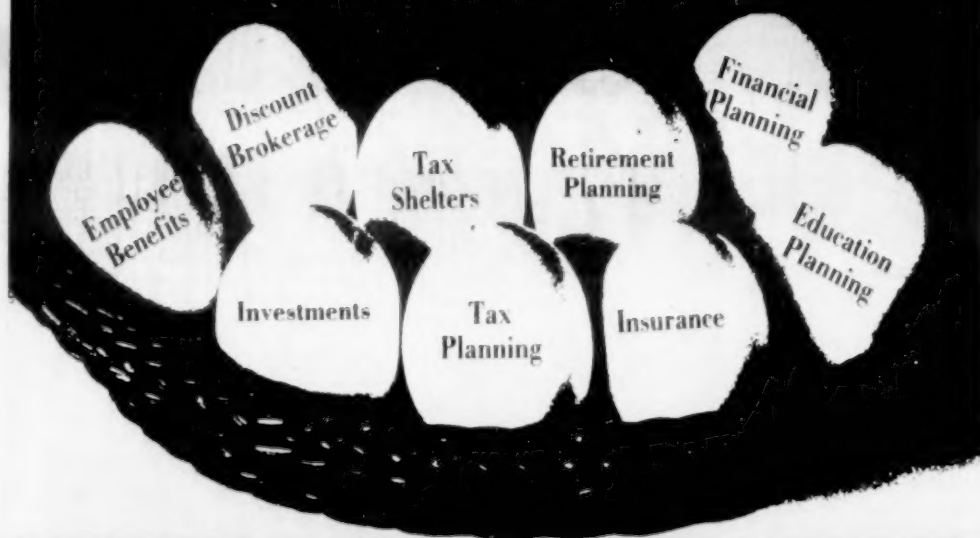 Employee
Benefits
Discount
Brokerage
Tax
Shelters
Retirement
Planning
Financial
Planning
Education
Planning
Investments
Tax
Planning
Insurance